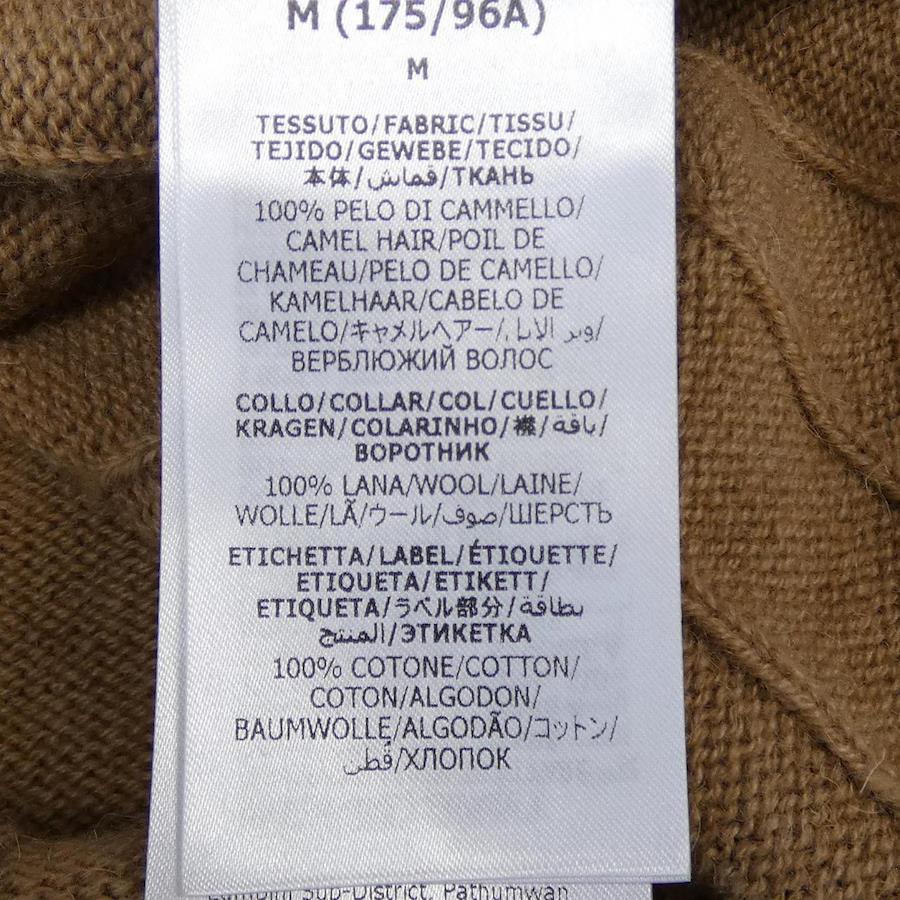 M (175/96A)
M
TESSUTO/FABRIC/TISSU/
TEJIDO/GEWEBE/TECIDO/
本体/قماش/ТКАНЬ
100% PELO DI CAMMELLO/
CAMEL HAIR/POIL DE
CHAMEAU/PELO DE CAMELLO/
KAMELHAAR/CABELO DE
CAMELO/キャメルヘアー/وبر الإبل/
ВЕРБЛЮЖИЙ ВОЛОС
COLLO/COLLAR/COL/CUELLO/
KRAGEN/COLARINHO/襟/ياقة/
ВОРОТНИК
100% LANA/WOOL/LAINE/
WOLLE/LÃ/ウール/صوف/ШЕРСТЬ
ETICHETTA/LABEL/ÉTIQUETTE/
ETIQUETA/ETIKETT/
ETIQUETA/ラベル部分/بطاقة
المنتج/ЭТИКЕТКА
100% COTONE/COTTON/
COTON/ALGODON/
BAUMWOLLE/ALGODÃO/コットン/
قطن/ХЛОПОК
Lympini Sub-District, Pathumwan